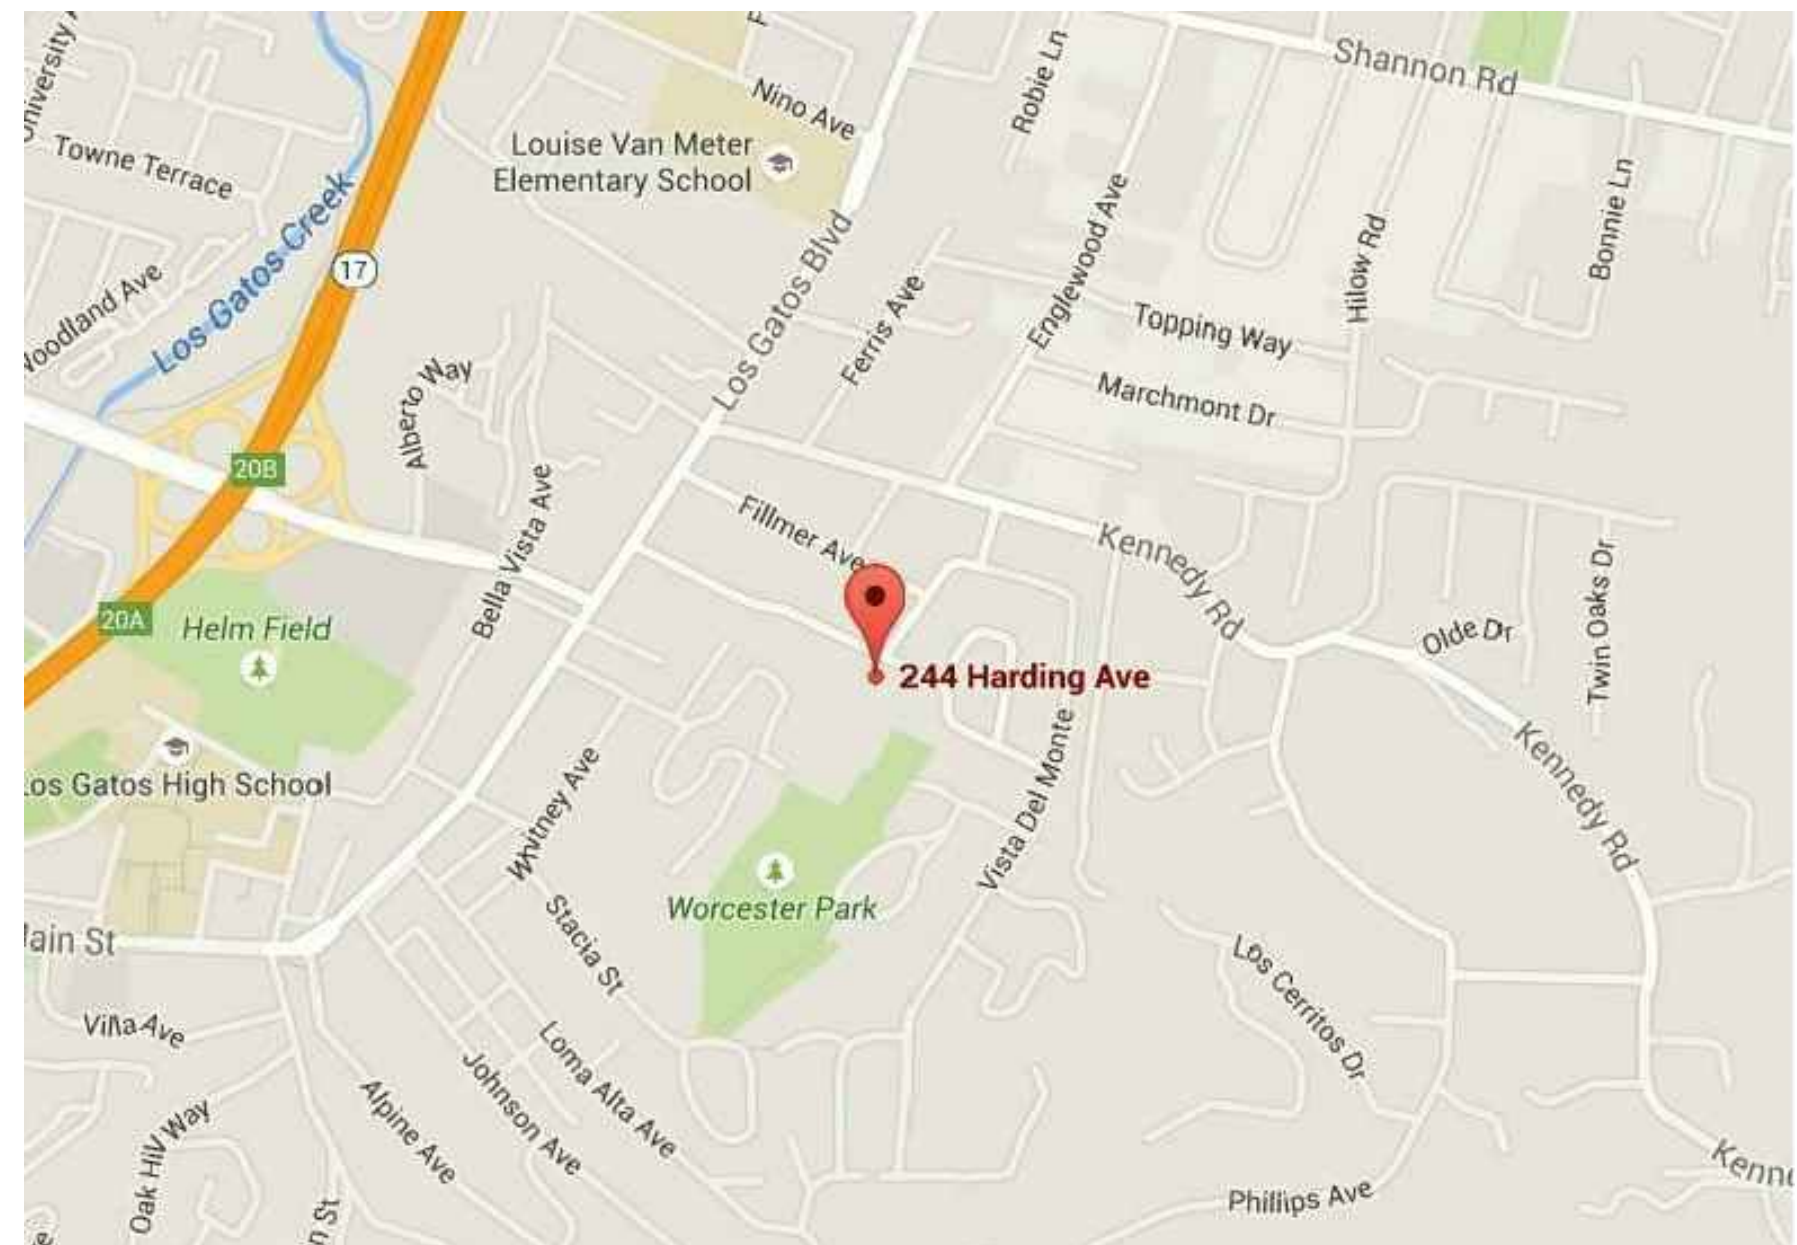 Shannon Rd
Robie Ln
Nino Ave
Louise Van Meter
Elementary School
Towne Terrace
Los Gatos Creek
17
Los Gatos Blvd
Englewood Ave
Hilow Rd
Bonnie Ln
Ferris Ave
Topping Way
Marchmont Dr
Alberto Way
20B
Bella Vista Ave
Fillmer Ave
Kennedy Rd
Olde Dr
Twin Oaks Dr
20A
Helm Field
244 Harding Ave
Vista Del Monte
Kennedy Rd
Los Gatos High School
Whitney Ave
Worcester Park
Stacia St
Los Cerritos Dr
Viña Ave
Loma Alta Ave
Johnson Ave
Alpine Ave
Oak Hill Way
Phillips Ave